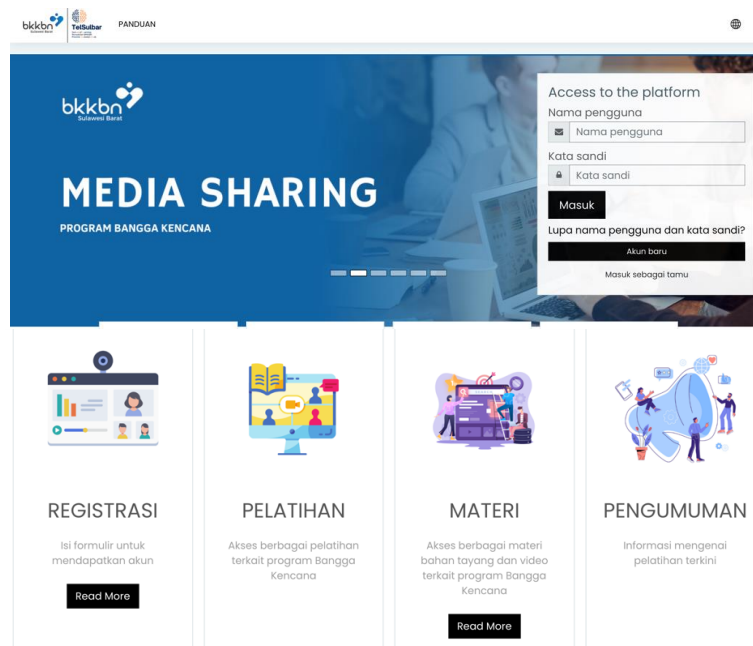 bkkbn
Sulawesi Barat
TelSulbar
PANDUAN
bkkbn
Sulawesi Barat
MEDIA SHARING
PROGRAM BANGGA KENCANA
Access to the platform
Nama pengguna
Nama pengguna
Kata sandi
Kata sandi
Masuk
Lupa nama pengguna dan kata sandi?
Akun baru
Masuk sebagai tamu
REGISTRASI
Isi formulir untuk
mendapatkan akun
Read More
PELATIHAN
Akses berbagai pelatihan
terkait program Bangga
Kencana
MATERI
Akses berbagai materi
bahan tayang dan video
terkait program Bangga
Kencana
Read More
PENGUMUMAN
Informasi mengenai
pelatihan terkini